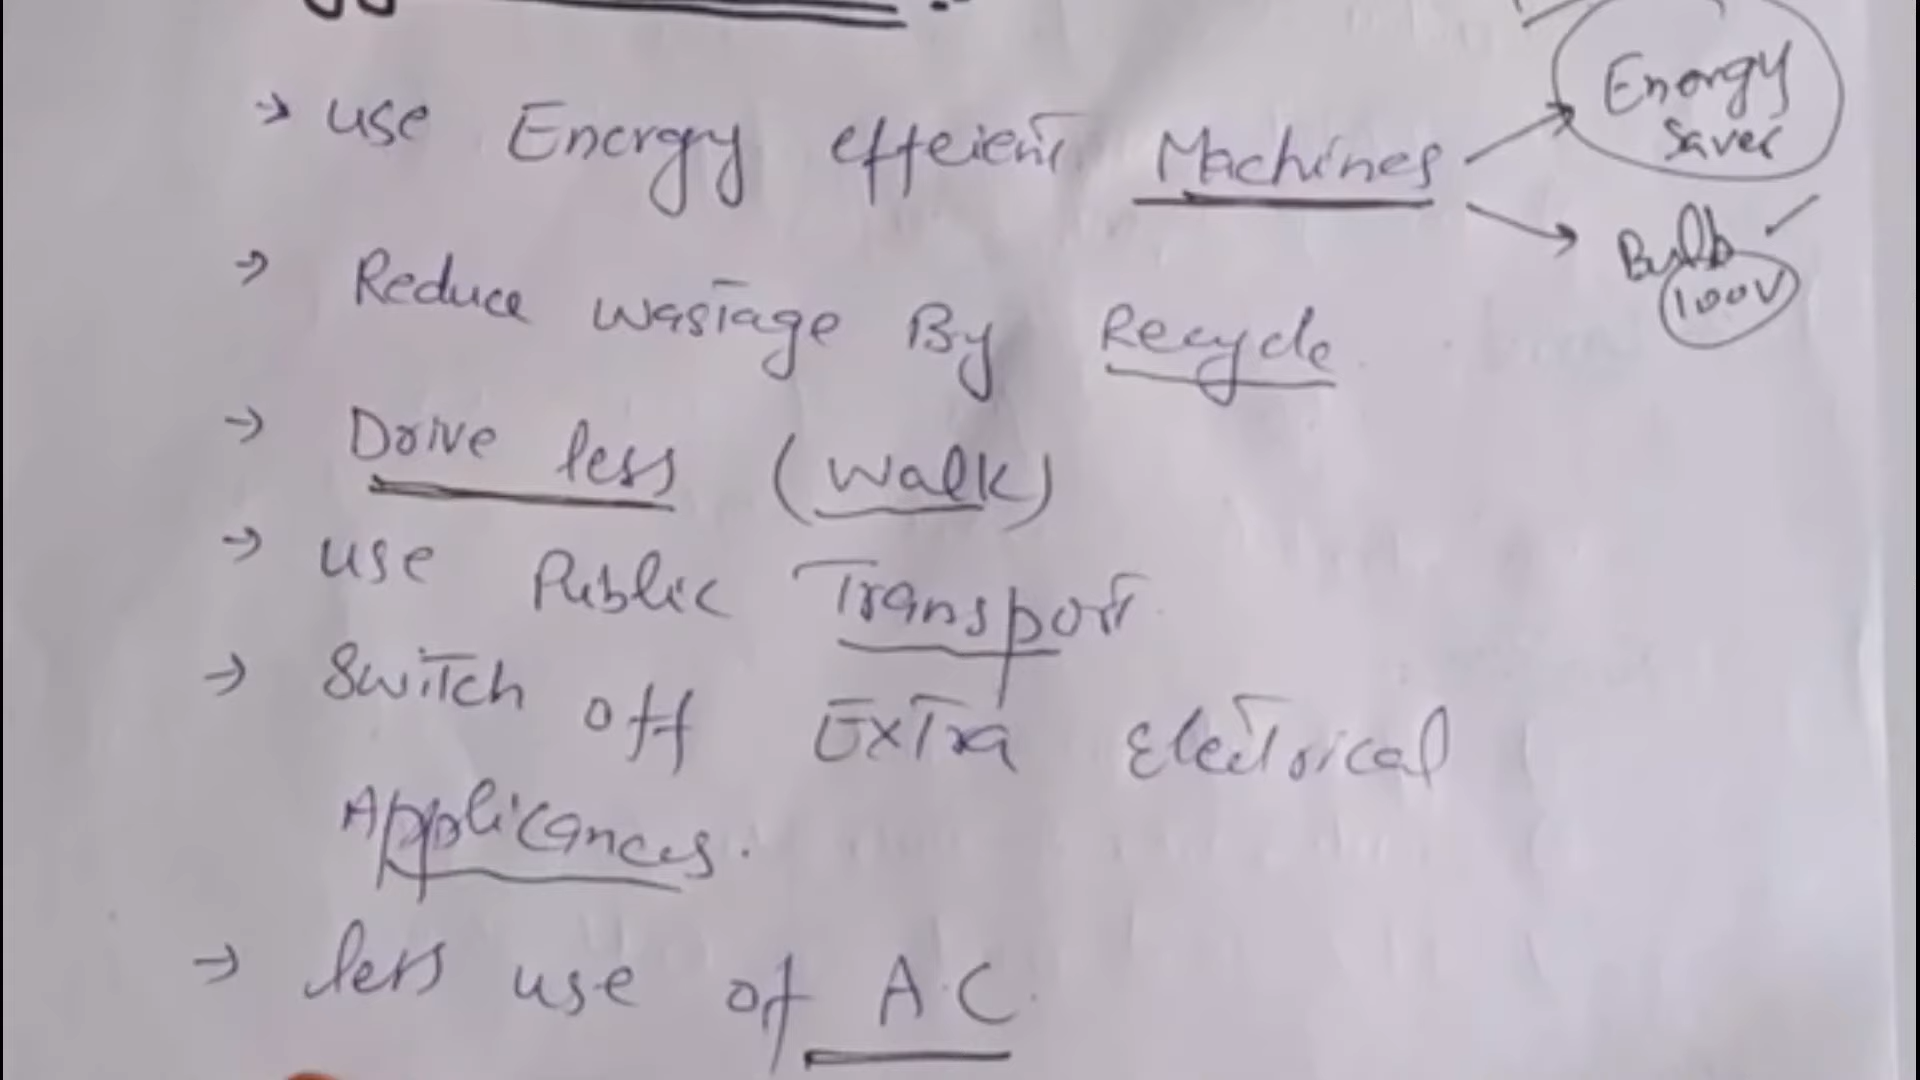 → use Energy effeient Machines → Energy
Saver
→ Bulb
100V
→ Reduce wastage By Recycle
→ Drive less (walk)
→ use Public Transport
→ Switch off Extra Electrical
Applicances.
→ less use of A.C